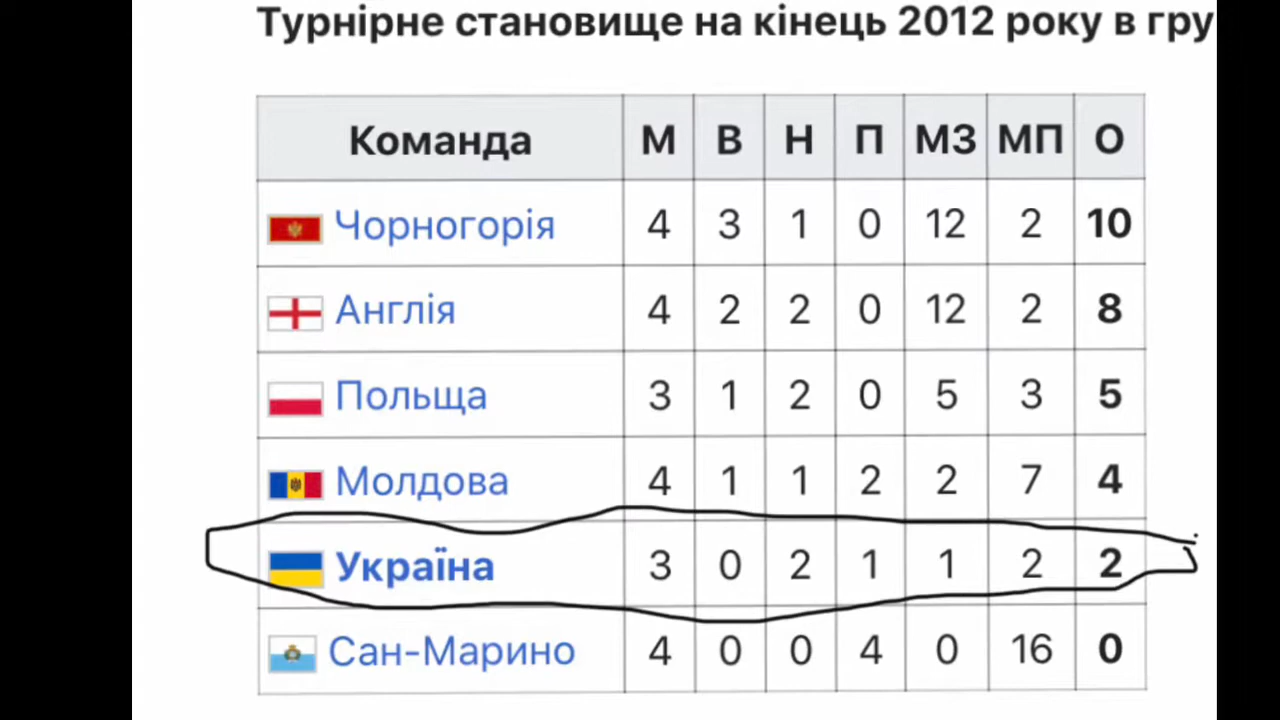 Турнірне становище на кінець 2012 року в гру
Команда М В Н П МЗ МП О
Чорногорія 4 3 1 0 12 2 10
Англія 4 2 2 0 12 2 8
Польща 3 1 2 0 5 3 5
Молдова 4 1 1 2 2 7 4
Україна 3 0 2 1 1 2 2
Сан-Марино 4 0 0 4 0 16 0